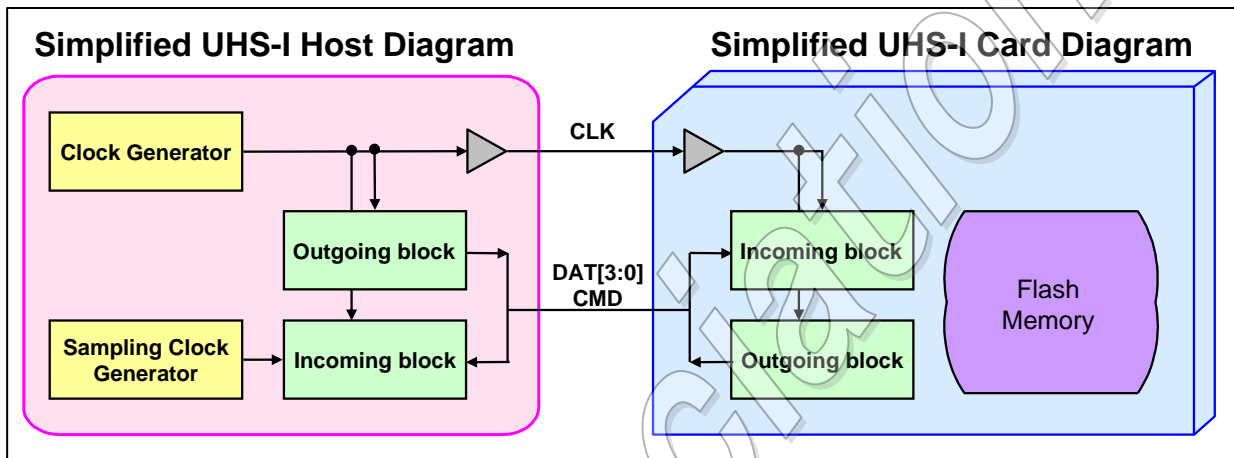 Simplified UHS-I Host Diagram
Simplified UHS-I Card Diagram
Clock Generator
CLK
Outgoing block
Incoming block
DAT[3:0]
CMD
Flash
Memory
Sampling Clock
Generator
Incoming block
Outgoing block
ciation